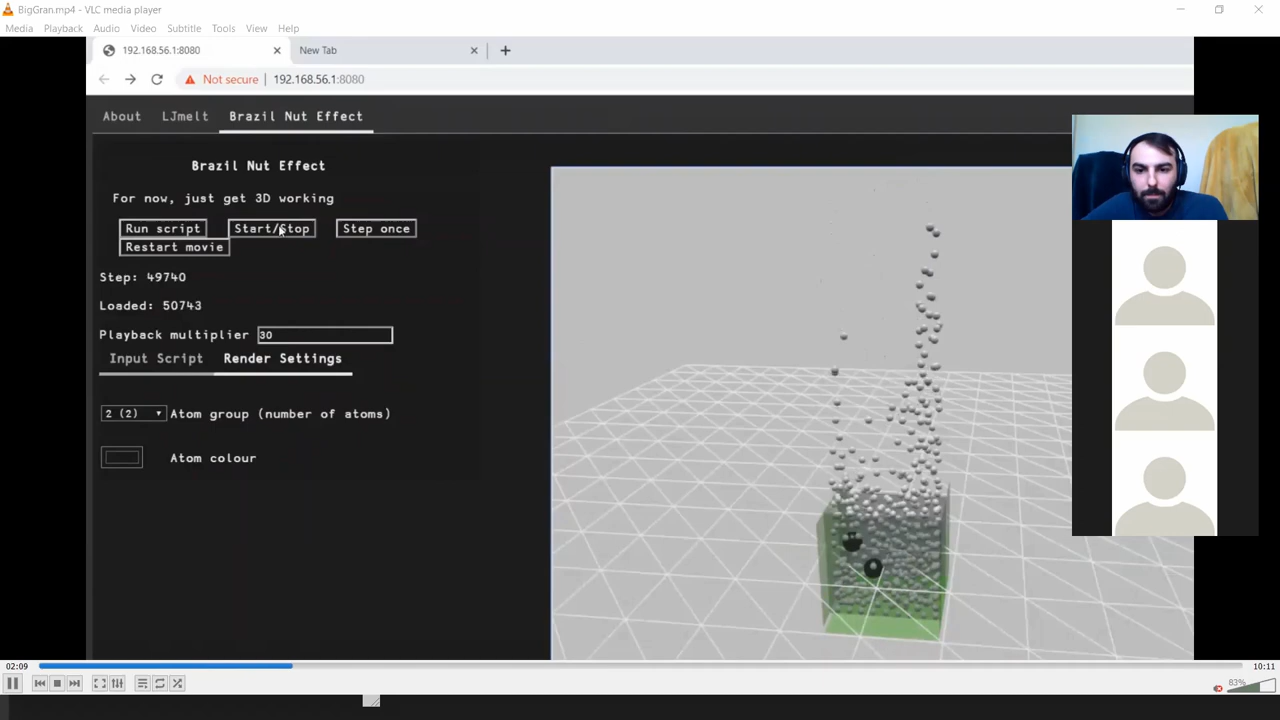 BigGran.mp4 - VLC media player
Media Playback Audio Video Subtitle Tools View Help
192.168.56.1:8080
New Tab
Not secure 192.168.56.1:8080
About LJmelt Brazil Nut Effect
Brazil Nut Effect
For now, just get 3D working
Run script Start/Stop Step once
Restart movie
Step: 49740
Loaded: 50743
Playback multiplier 30
Input Script Render Settings
2 (2) Atom group (number of atoms)
Atom colour
02:09 10:11
83%